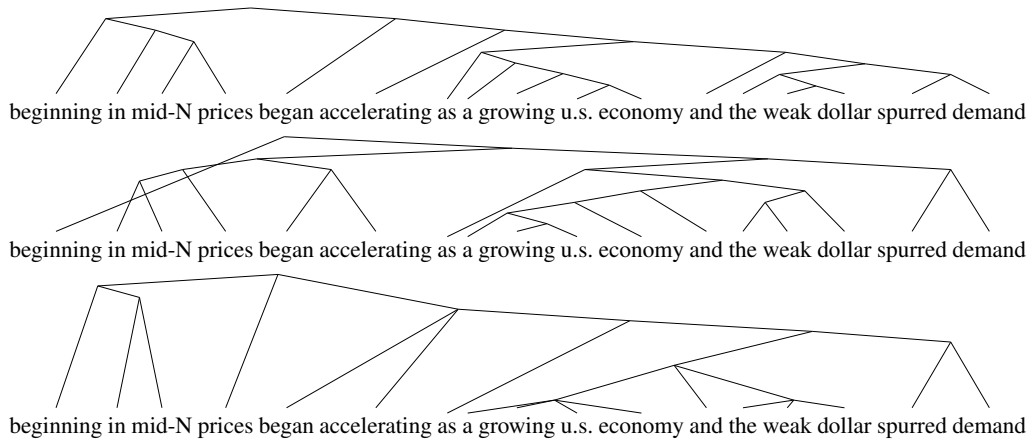 beginning in mid-N prices began accelerating as a growing u.s. economy and the weak dollar spurred demand
beginning in mid-N prices began accelerating as a growing u.s. economy and the weak dollar spurred demand
beginning in mid-N prices began accelerating as a growing u.s. economy and the weak dollar spurred demand